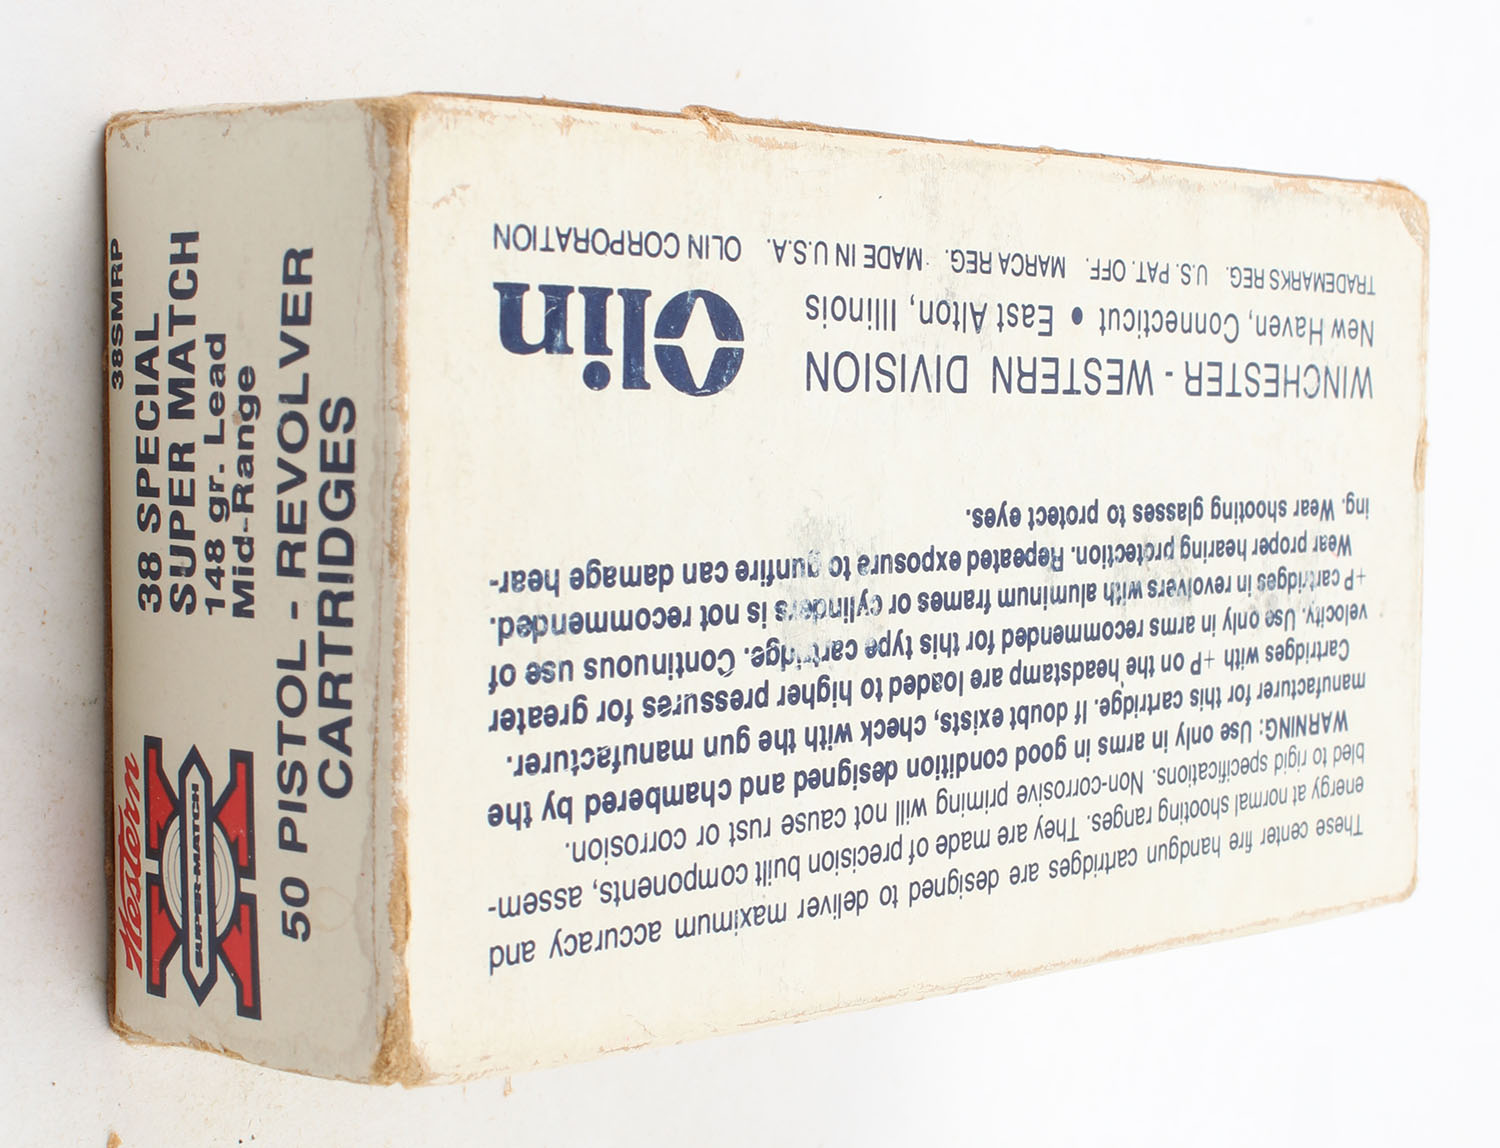 38SMRP
38 SPECIAL
SUPER MATCH
148 gr. Lead
Mid-Range
Western
SUPER-MATCH
50 PISTOL - REVOLVER
CARTRIDGES
These center fire handgun cartridges are designed to deliver maximum accuracy and
energy at normal shooting ranges. They are made of precision built components, assem-
bled to rigid specifications. Non-corrosive priming will not cause rust or corrosion.
WARNING: Use only in arms in good condition designed and chambered by the
manufacturer for this cartridge. If doubt exists, check with the gun manufacturer.
Cartridges with +P on the headstamp are loaded to higher pressures for greater
velocity. Use only in arms recommended for this type cartridge. Continuous use of
+P cartridges in revolvers with aluminum frames or cylinders is not recommended.
Wear proper hearing protection. Repeated exposure to gunfire can damage hear-
ing. Wear shooting glasses to protect eyes.
WINCHESTER - WESTERN DIVISION
New Haven, Connecticut • East Alton, Illinois
Olin
TRADEMARKS REG. U.S. PAT. OFF. MARCA REG. MADE IN U.S.A. OLIN CORPORATION